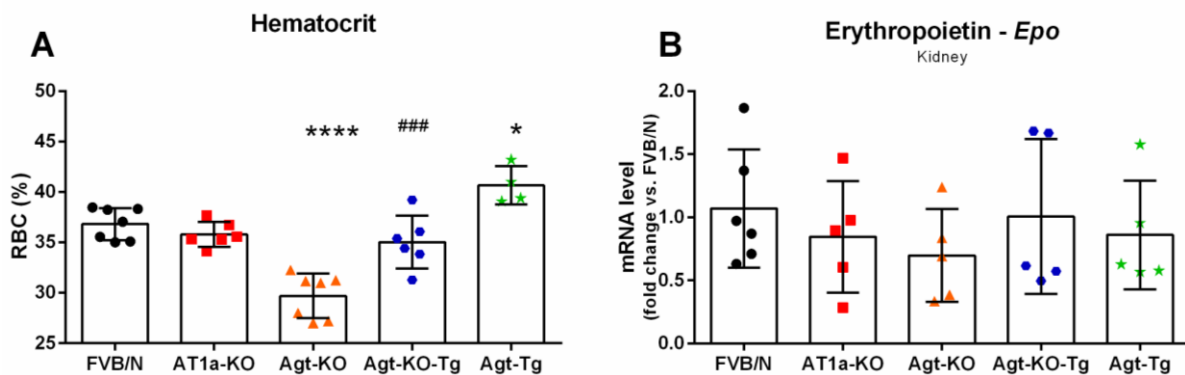 A
Hematocrit
RBC (%)
50
45
40
35
30
25
****
###
*
FVB/N
AT1a-KO
Agt-KO
Agt-KO-Tg
Agt-Tg
B
Erythropoietin - Epo
Kidney
mRNA level
(fold change vs. FVB/N)
2.0
1.5
1.0
0.5
0.0
FVB/N
AT1a-KO
Agt-KO
Agt-KO-Tg
Agt-Tg